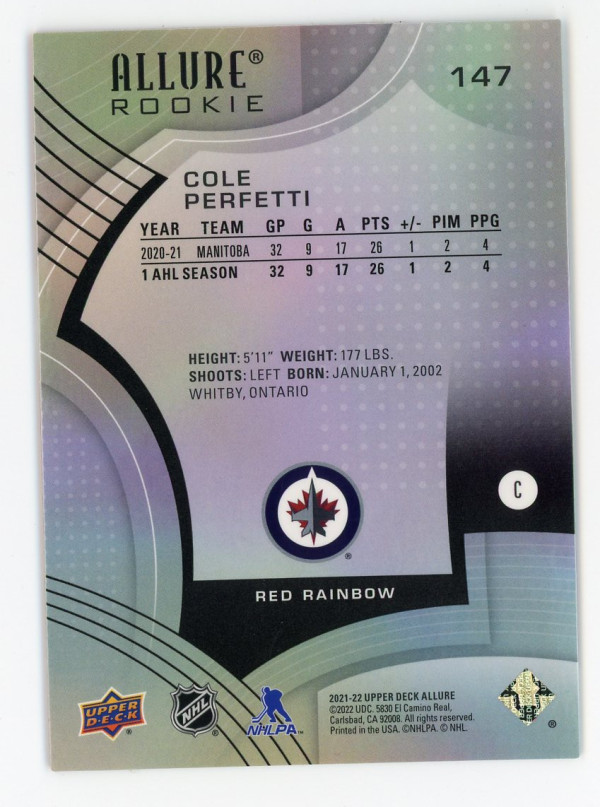 ALLURE®
ROOKIE
147
COLE
PERFETTI
YEAR TEAM GP G A PTS +/- PIM PPG
2020-21 MANITOBA 32 9 17 26 1 2 4
1 AHL SEASON 32 9 17 26 1 2 4
HEIGHT: 5'11" WEIGHT: 177 LBS.
SHOOTS: LEFT BORN: JANUARY 1, 2002
WHITBY, ONTARIO
C
®
RED RAINBOW
UPPER
D·E·C·K
NHL
NHLPA™
2021-22 UPPER DECK ALLURE
©2022 UDC. 5830 El Camino Real,
Carlsbad, CA 92008. All rights reserved.
Printed in the USA. ©NHLPA. © NHL.
®